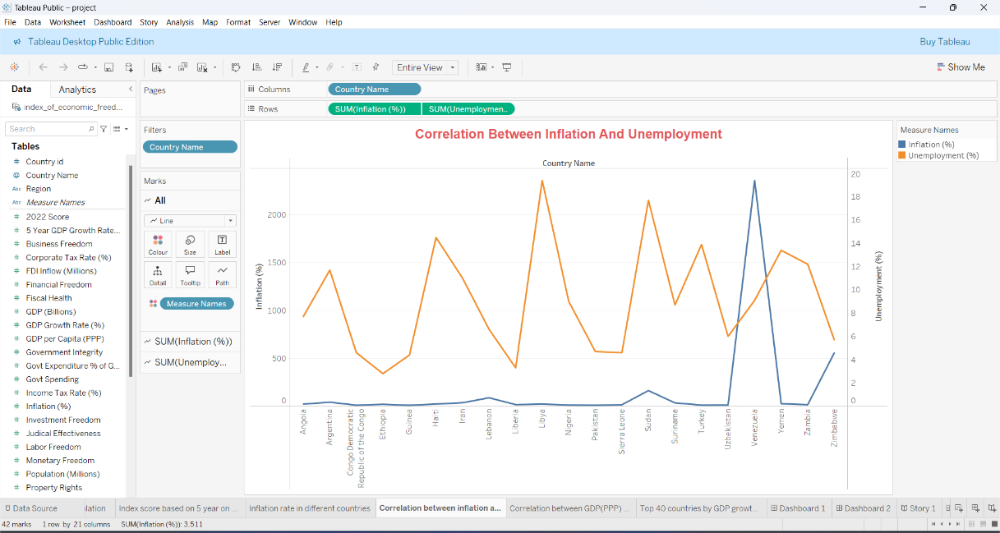 Tableau Public – project
File Data Worksheet Dashboard Story Analysis Map Format Server Window Help
Tableau Desktop Public Edition
Buy Tableau
Entire View
Show Me
Data
Analytics
index_of_economic_freed...
Search
Tables
Country id
Country Name
Abc Region
Abc Measure Names
2022 Score
5 Year GDP Growth Rate...
Business Freedom
Corporate Tax Rate (%)
FDI Inflow (Millions)
Financial Freedom
Fiscal Health
GDP (Billions)
GDP Growth Rate (%)
GDP per Capita (PPP)
Government Integrity
Govt Expenditure % of G...
Govt Spending
Income Tax Rate (%)
Inflation (%)
Investment Freedom
Judical Effectiveness
Labor Freedom
Monetary Freedom
Population (Millions)
Property Rights
Pages
Filters
Country Name
Marks
All
Line
Colour Size Label
Detail Tooltip Path
Measure Names
SUM(Inflation (%))
SUM(Unemploy...
Columns
Country Name
Rows
SUM(Inflation (%)) SUM(Unemploymen..
Correlation Between Inflation And Unemployment
Country Name
Inflation (%)
2000
1500
1000
500
0
20
18
16
14
12
10
8
6
4
2
0
Unemployment (%)
Angola
Argentina
Congo Democratic
Republic of the Congo
Ethiopia
Guinea
Haiti
Iran
Lebanon
Liberia
Libya
Nigeria
Pakistan
Sierra Leone
Sudan
Suriname
Turkey
Uzbekistan
Venezuela
Yemen
Zambia
Zimbabwe
Measure Names
Inflation (%)
Unemployment (%)
Data Source
ılation
Index score based on 5 year on ...
Inflation rate in different countries
Correlation between inflation a...
Correlation between GDP(PPP) ...
Top 40 countries by GDP growt...
Dashboard 1
Dashboard 2
Story 1
42 marks 1 row by 21 columns SUM(Inflation (%)): 3.511